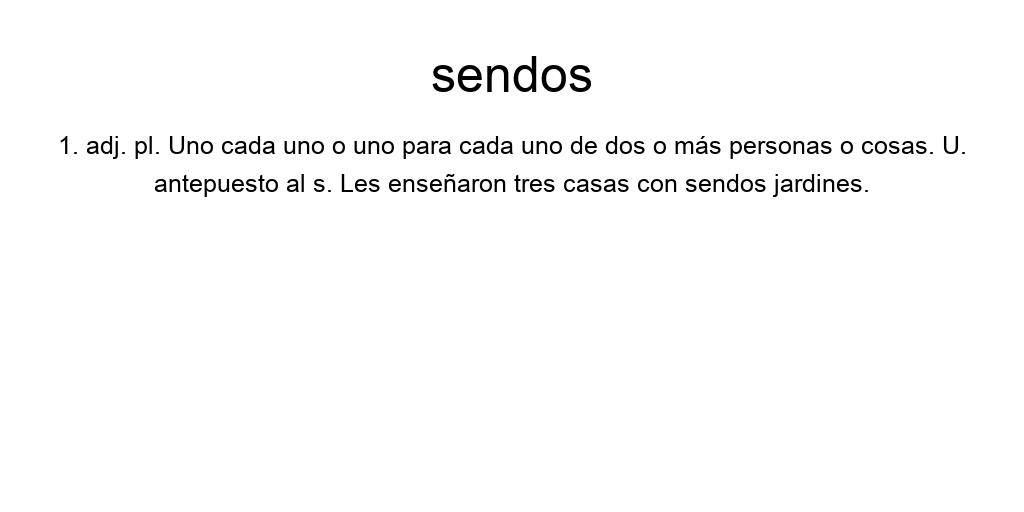 sendos
1. adj. pl. Uno cada uno o uno para cada uno de dos o más personas o cosas. U.
antepuesto al s. Les enseñaron tres casas con sendos jardines.